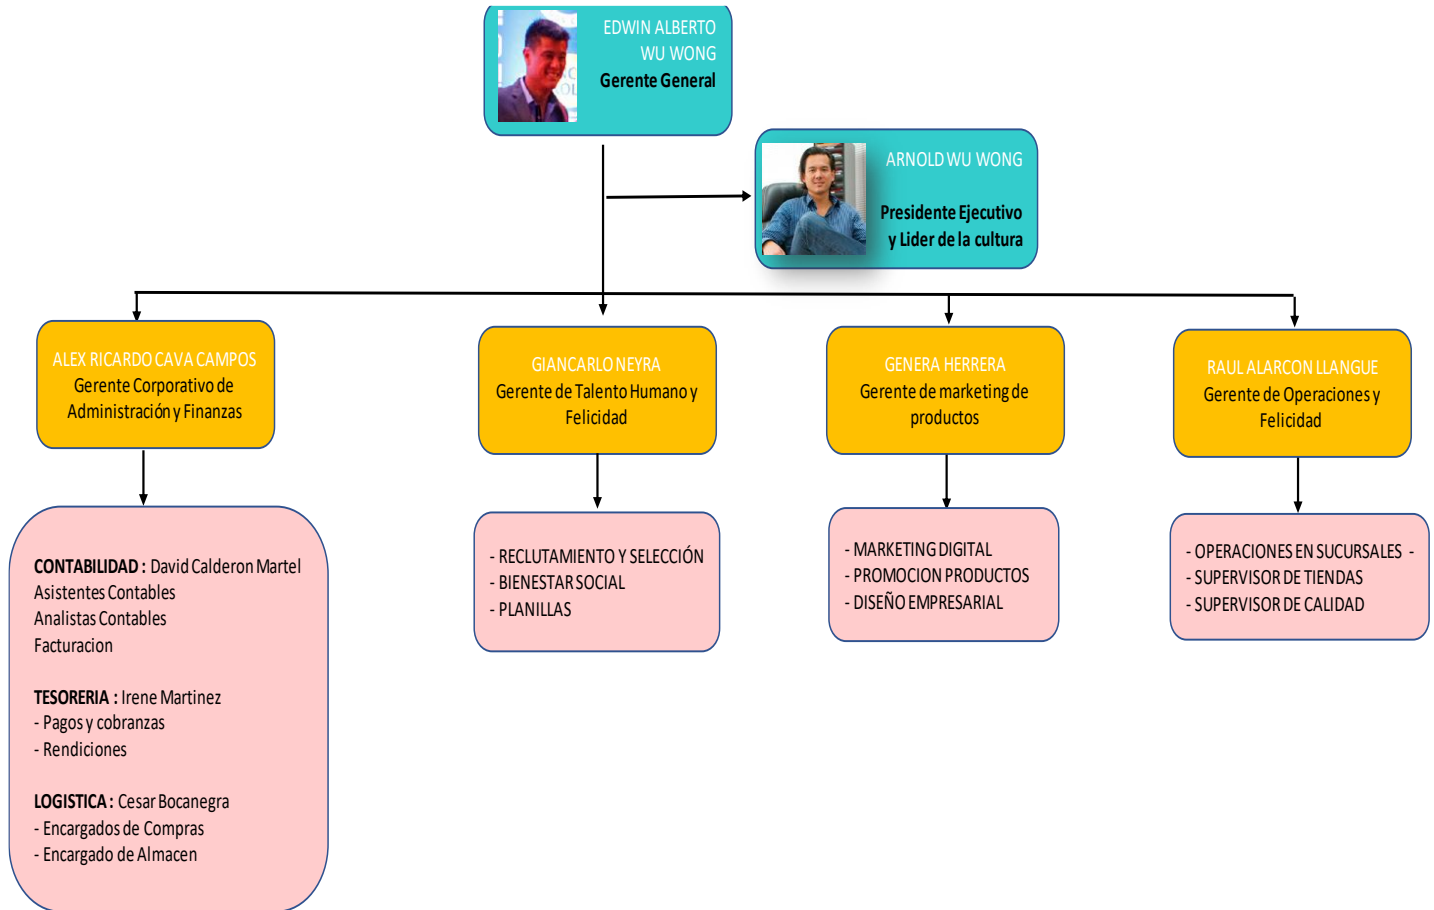 EDWIN ALBERTO
WU WONG
Gerente General
ARNOLD WU WONG
Presidente Ejecutivo
y Lider de la cultura
ALEX RICARDO CAVA CAMPOS
Gerente Corporativo de
Administración y Finanzas
GIANCARLO NEYRA
Gerente de Talento Humano y
Felicidad
GENERA HERRERA
Gerente de marketing de
productos
RAUL ALARCON LLANGUE
Gerente de Operaciones y
Felicidad
CONTABILIDAD : David Calderon Martel
Asistentes Contables
Analistas Contables
Facturacion
TESORERIA : Irene Martinez
- Pagos y cobranzas
- Rendiciones
LOGISTICA : Cesar Bocanegra
- Encargados de Compras
- Encargado de Almacen
- RECLUTAMIENTO Y SELECCIÓN
- BIENESTAR SOCIAL
- PLANILLAS
- MARKETING DIGITAL
- PROMOCION PRODUCTOS
- DISEÑO EMPRESARIAL
- OPERACIONES EN SUCURSALES -
- SUPERVISOR DE TIENDAS
- SUPERVISOR DE CALIDAD